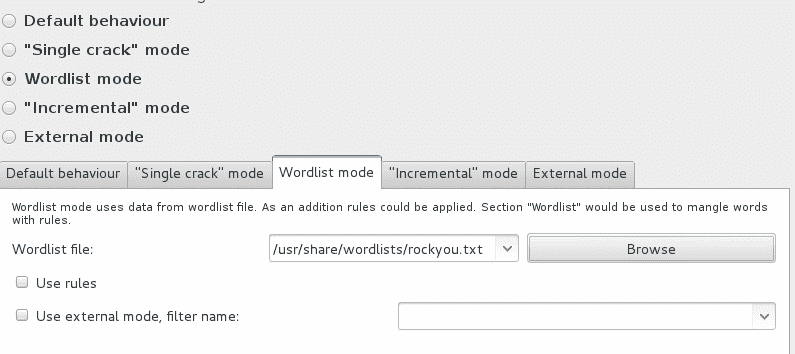 Default behaviour
"Single crack" mode
Wordlist mode
"Incremental" mode
External mode
Default behaviour "Single crack" mode Wordlist mode "Incremental" mode External mode
Wordlist mode uses data from wordlist file. As an addition rules could be applied. Section "Wordlist" would be used to mangle words
with rules.
Wordlist file: /usr/share/wordlists/rockyou.txt Browse
Use rules
Use external mode, filter name: